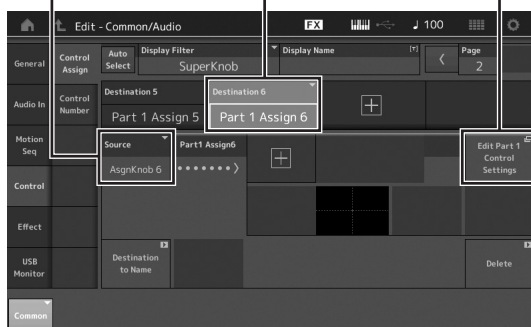 Edit - Common/Audio
FX
♩ 100
General
Control Assign
Auto Select
Display Filter
SuperKnob
Display Name
[T]
Page
2
Audio In
Control Number
Destination 5
Part 1 Assign 5
Destination 6
Part 1 Assign 6
+
Motion Seq
Source
AsgnKnob 6
Part1 Assign6
+
Edit Part 1 Control Settings
Control
Effect
USB Monitor
Destination to Name
Delete
Common